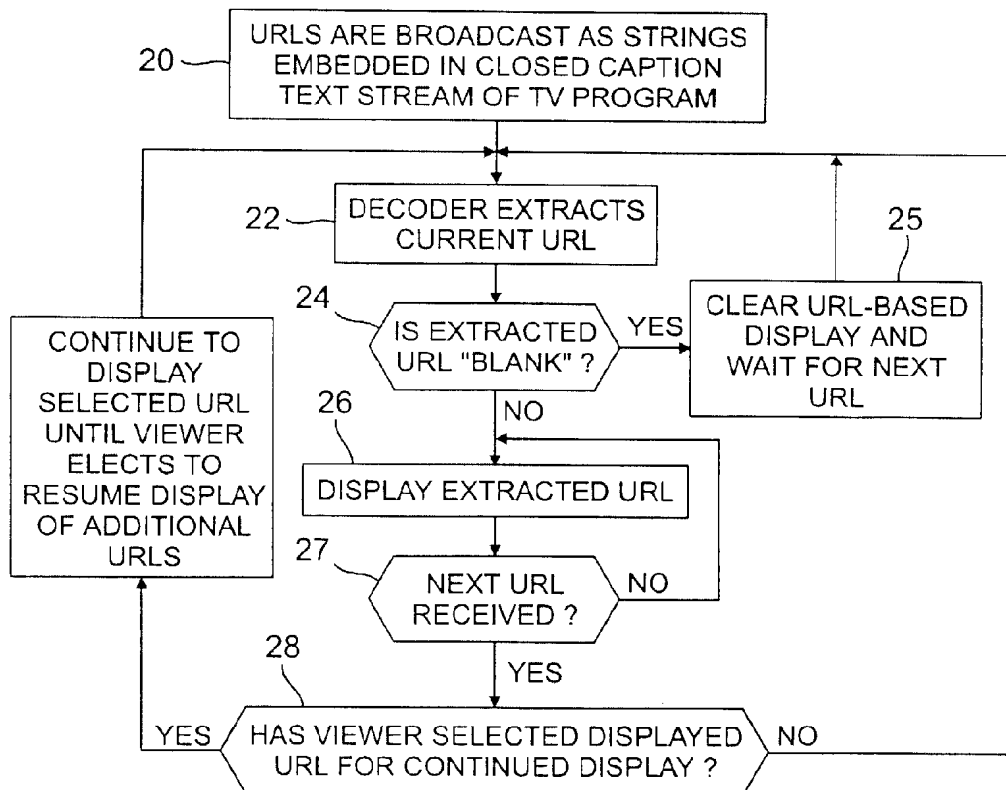 20
URLS ARE BROADCAST AS STRINGS
EMBEDDED IN CLOSED CAPTION
TEXT STREAM OF TV PROGRAM
22
DECODER EXTRACTS
CURRENT URL
24
IS EXTRACTED
URL "BLANK" ?
YES
25
CLEAR URL-BASED
DISPLAY AND
WAIT FOR NEXT
URL
NO
26
DISPLAY EXTRACTED URL
27
NEXT URL
RECEIVED ?
NO
YES
28
HAS VIEWER SELECTED DISPLAYED
URL FOR CONTINUED DISPLAY ?
YES
NO
CONTINUE TO
DISPLAY
SELECTED URL
UNTIL VIEWER
ELECTS TO
RESUME DISPLAY
OF ADDITIONAL
URLS